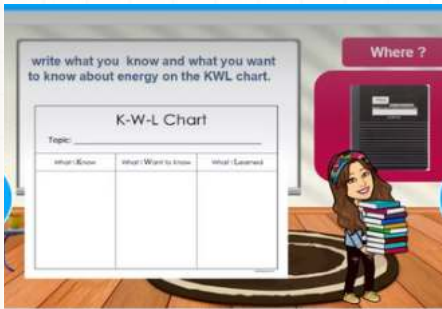 write what you know and what you want
to know about energy on the KWL chart.
Where ?
K-W-L Chart
Topic:
What I Know
What I Want to know
What I Learned